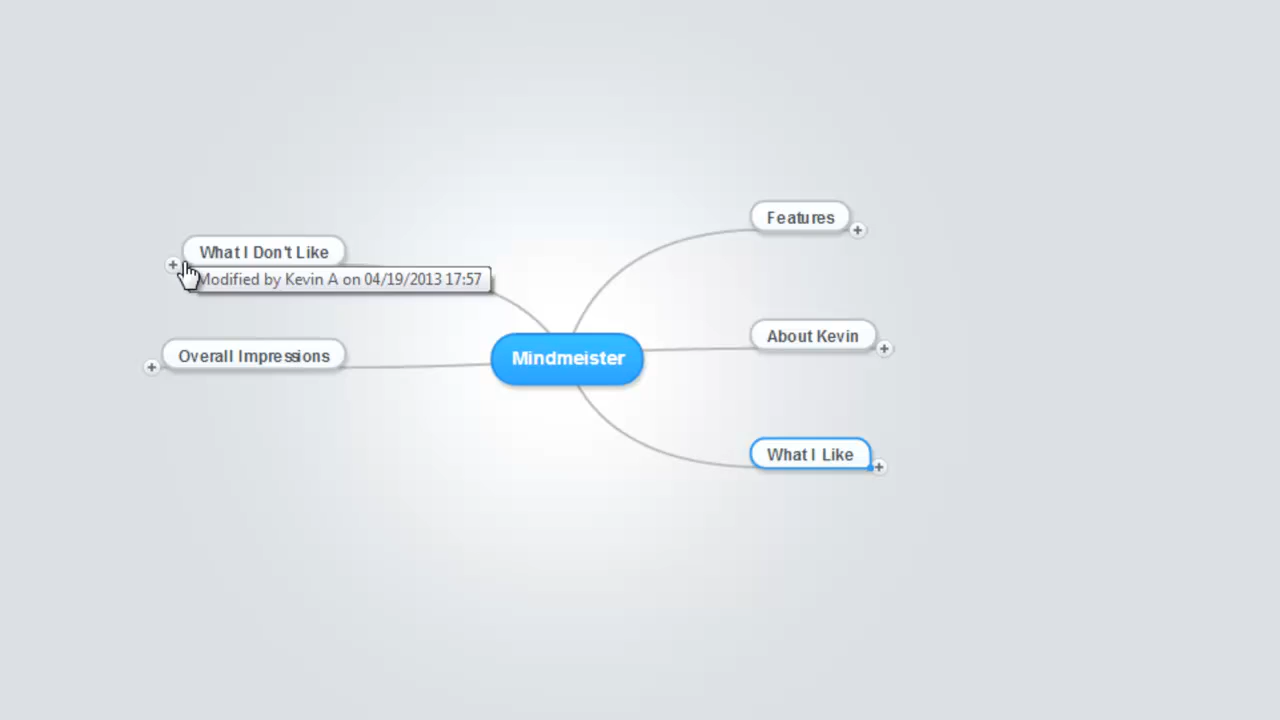 Features
What I Don't Like
Modified by Kevin A on 04/19/2013 17:57
About Kevin
Overall Impressions
Mindmeister
What I Like